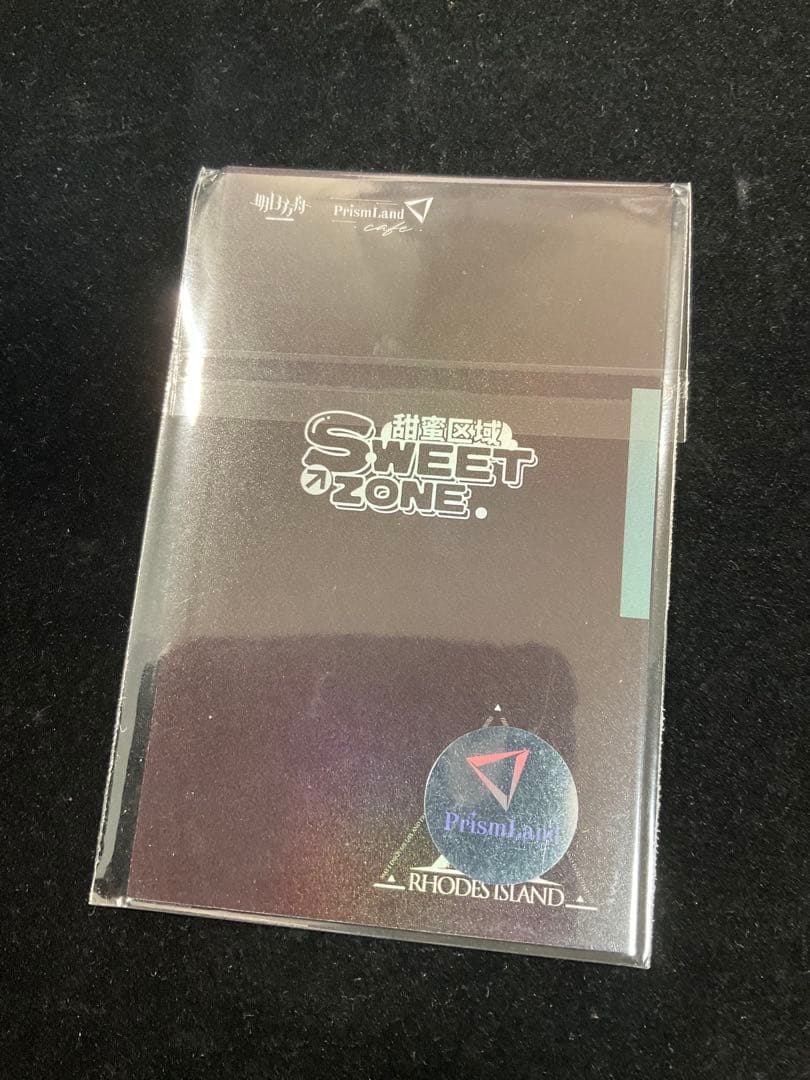 明日方舟
PrismLand
cafe
甜蜜区域
SWEET
ZONE
PrismLand
RHODES ISLAND